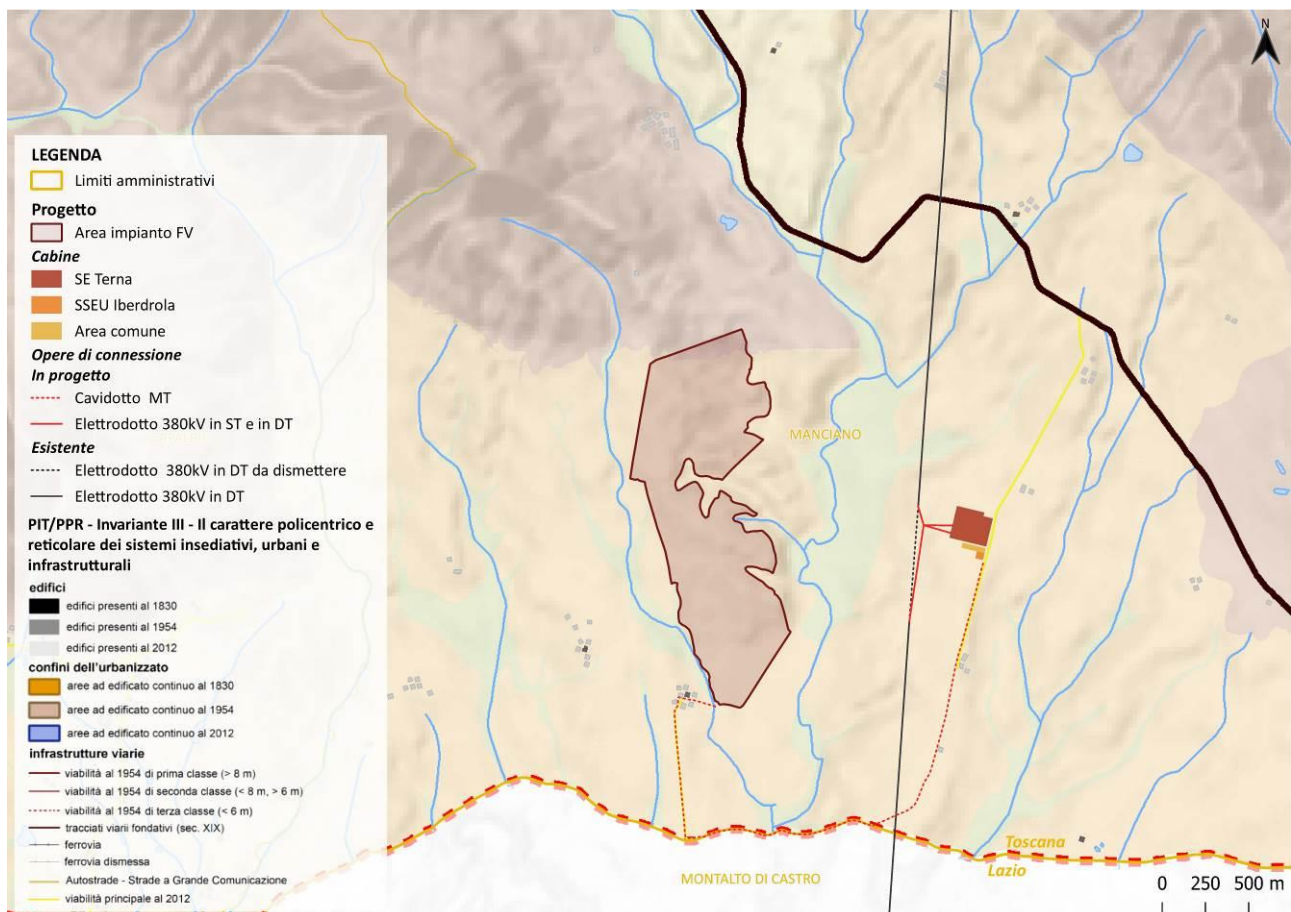 N
LEGENDA
Limiti amministrativi
Progetto
Area impianto FV
Cabine
SE Terna
SSEU Iberdrola
Area comune
Opere di connessione
In progetto
Cavidotto MT
Elettrodotto 380kV in ST e in DT
Esistente
Elettrodotto 380kV in DT da dismettere
Elettrodotto 380kV in DT
PIT/PPR - Invariante III - Il carattere policentrico e
reticolare dei sistemi insediativi, urbani e
infrastrutturali
edifici
edifici presenti al 1830
edifici presenti al 1954
edifici presenti al 2012
confini dell'urbanizzato
aree ad edificato continuo al 1830
aree ad edificato continuo al 1954
aree ad edificato continuo al 2012
infrastrutture viarie
viabilità al 1954 di prima classe (> 8 m)
viabilità al 1954 di seconda classe (< 8 m, > 6 m)
viabilità al 1954 di terza classe (< 6 m)
tracciati viarii fondativi (sec. XIX)
ferrovia
ferrovia dismessa
Autostrade - Strade a Grande Comunicazione
viabilità principale al 2012
MANCIANO
Toscana
Lazio
MONTALTO DI CASTRO
0 250 500 m